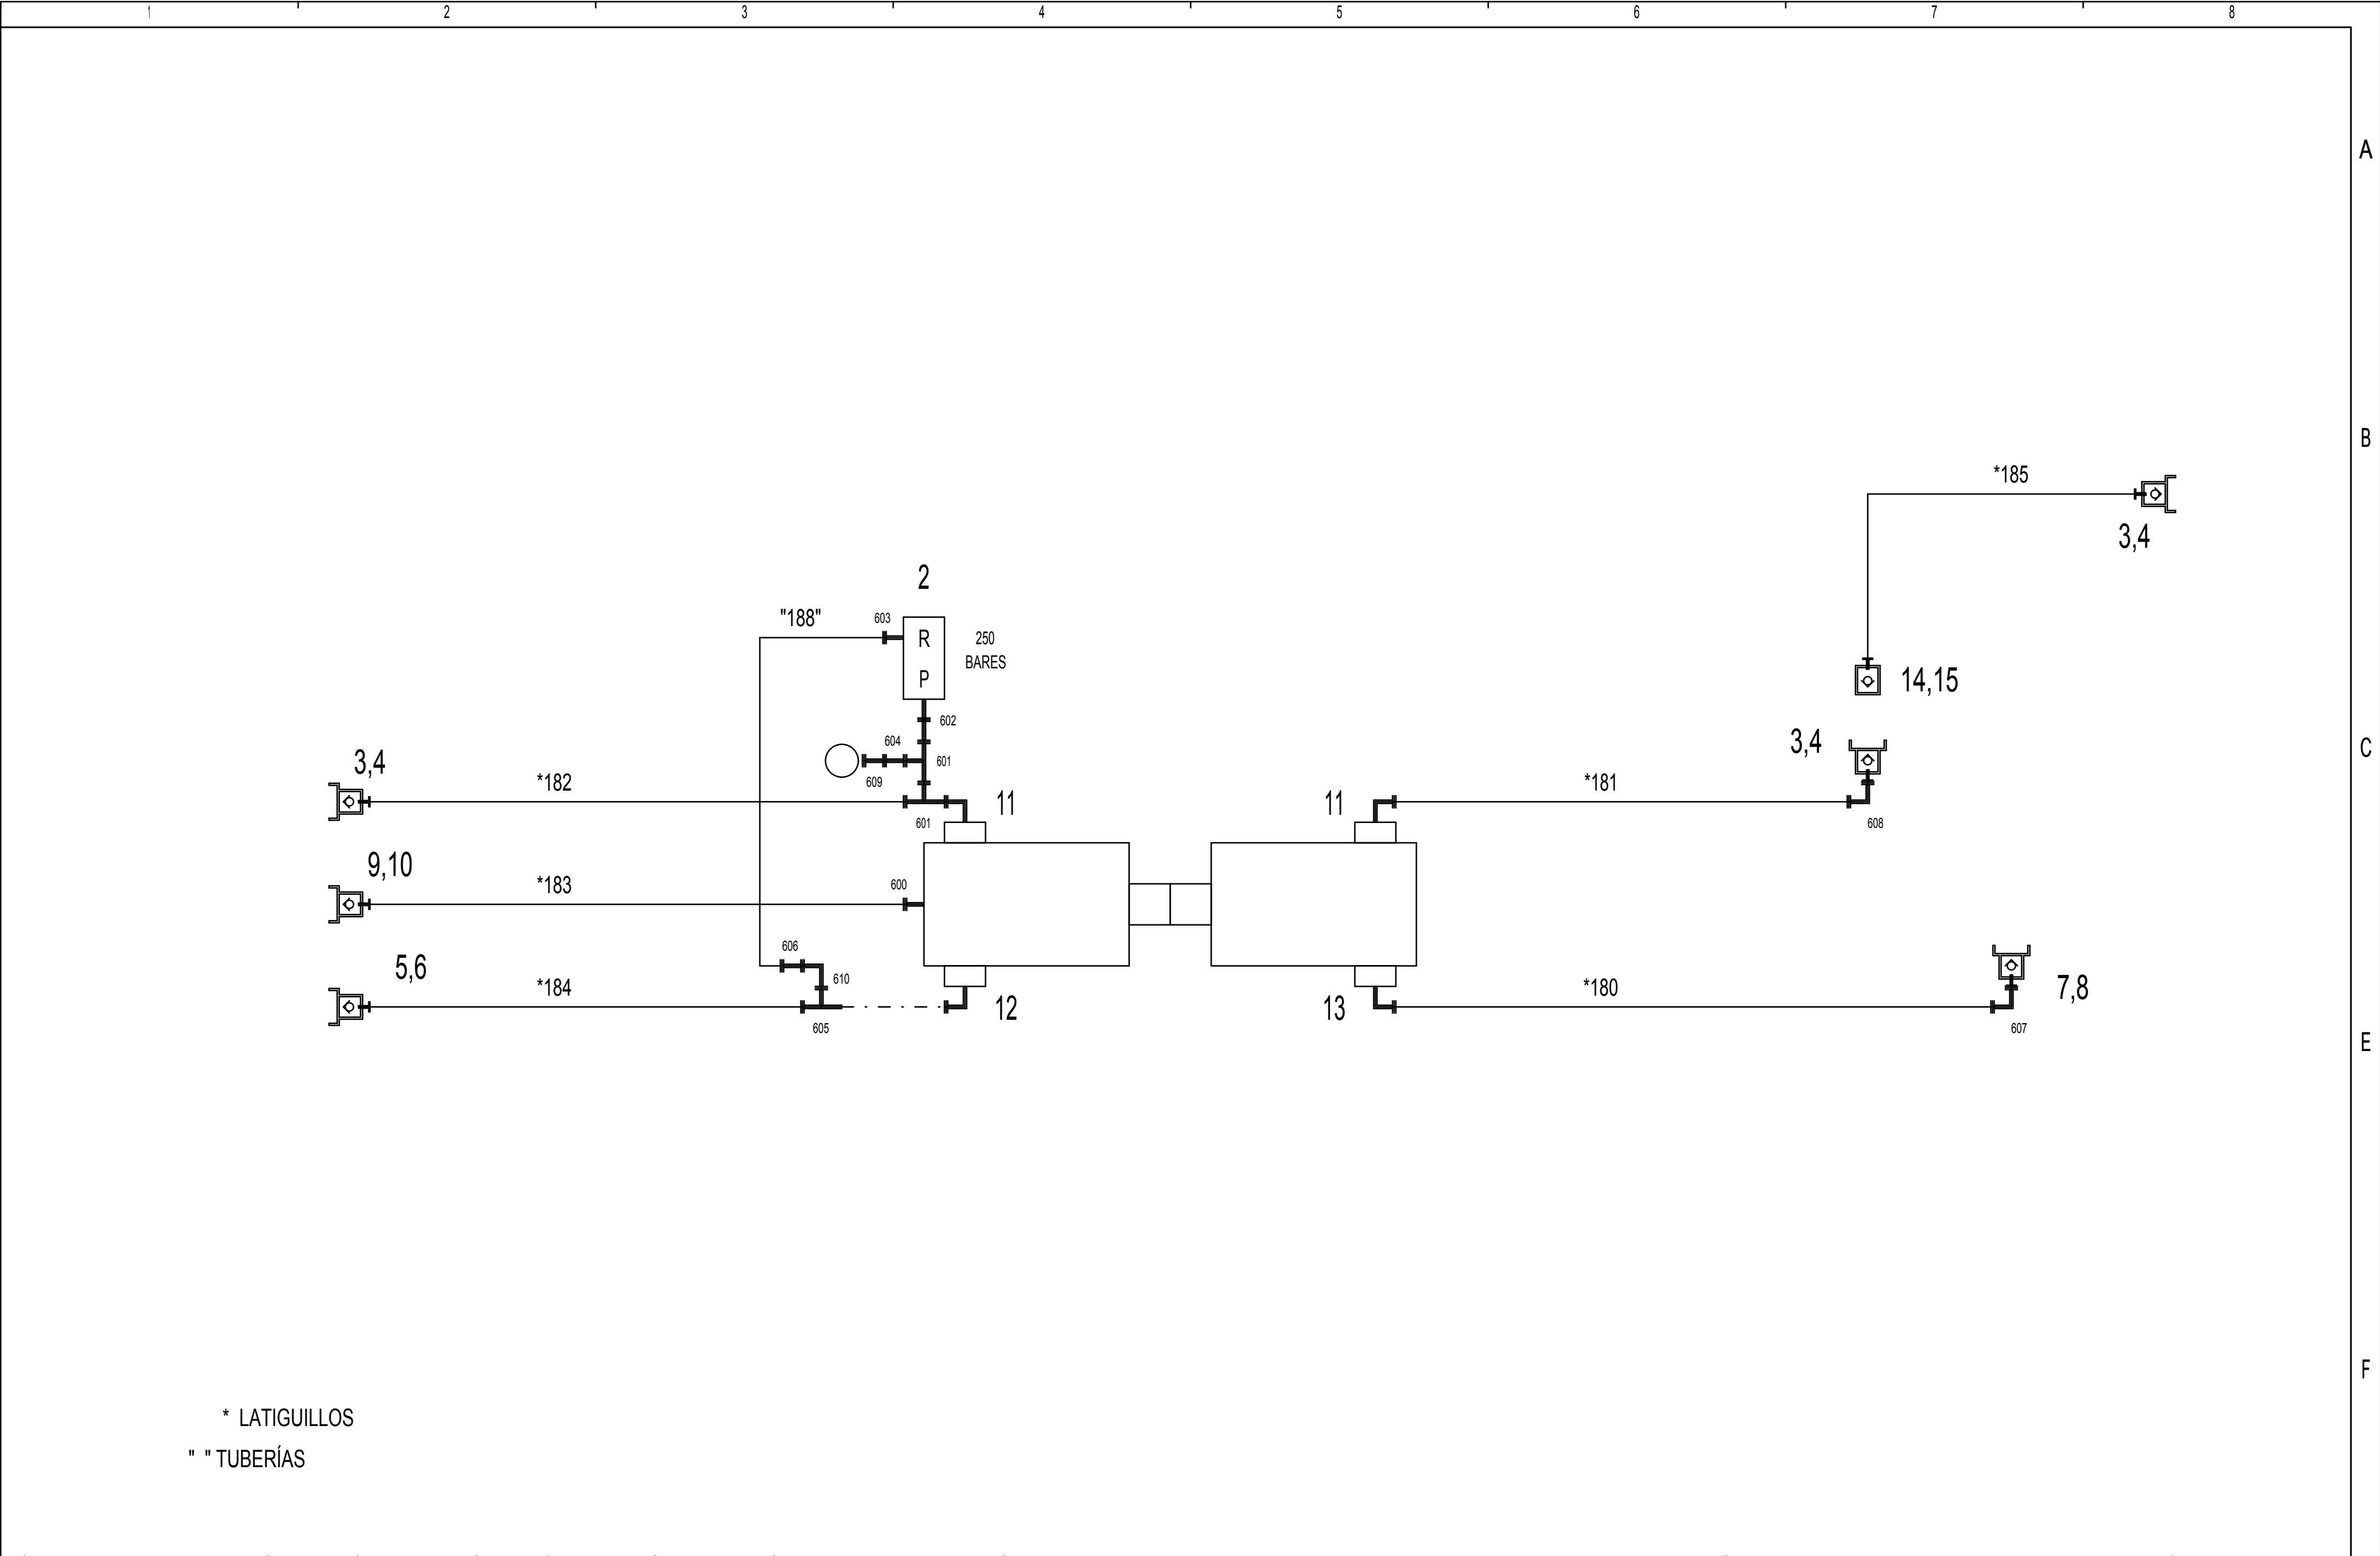 1 2 3 4 5 6 7 8
A
B
*185
3,4
2
"188"
603
R
250
P
BARES
14,15
602
604
3,4
3,4
601
C
*182
609
*181
11
11
601
608
9,10
*183
600
606
5,6
610
*184
*180
7,8
12
13
605
607
E
F
* LATIGUILLOS
" " TUBERÍAS